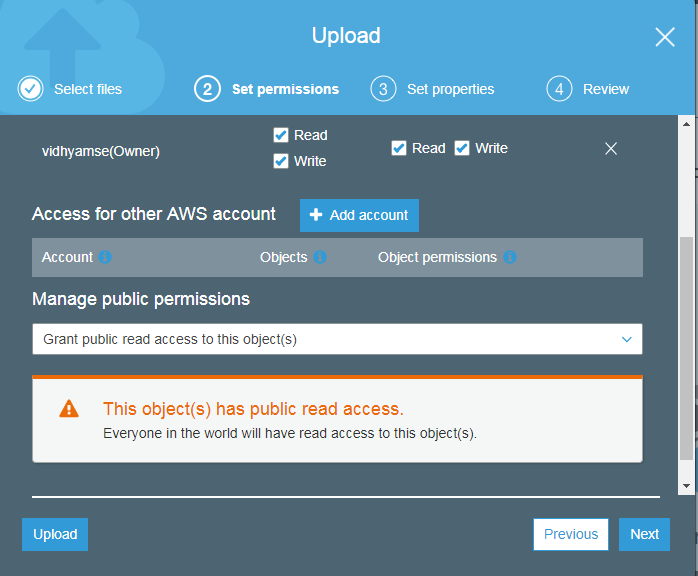 Upload
Select files
2 Set permissions
3 Set properties
4 Review
vidhyamse(Owner)
Read
Write
Read Write
Access for other AWS account
Add account
Account Objects Object permissions
Manage public permissions
Grant public read access to this object(s)
This object(s) has public read access.
Everyone in the world will have read access to this object(s).
Upload Previous Next